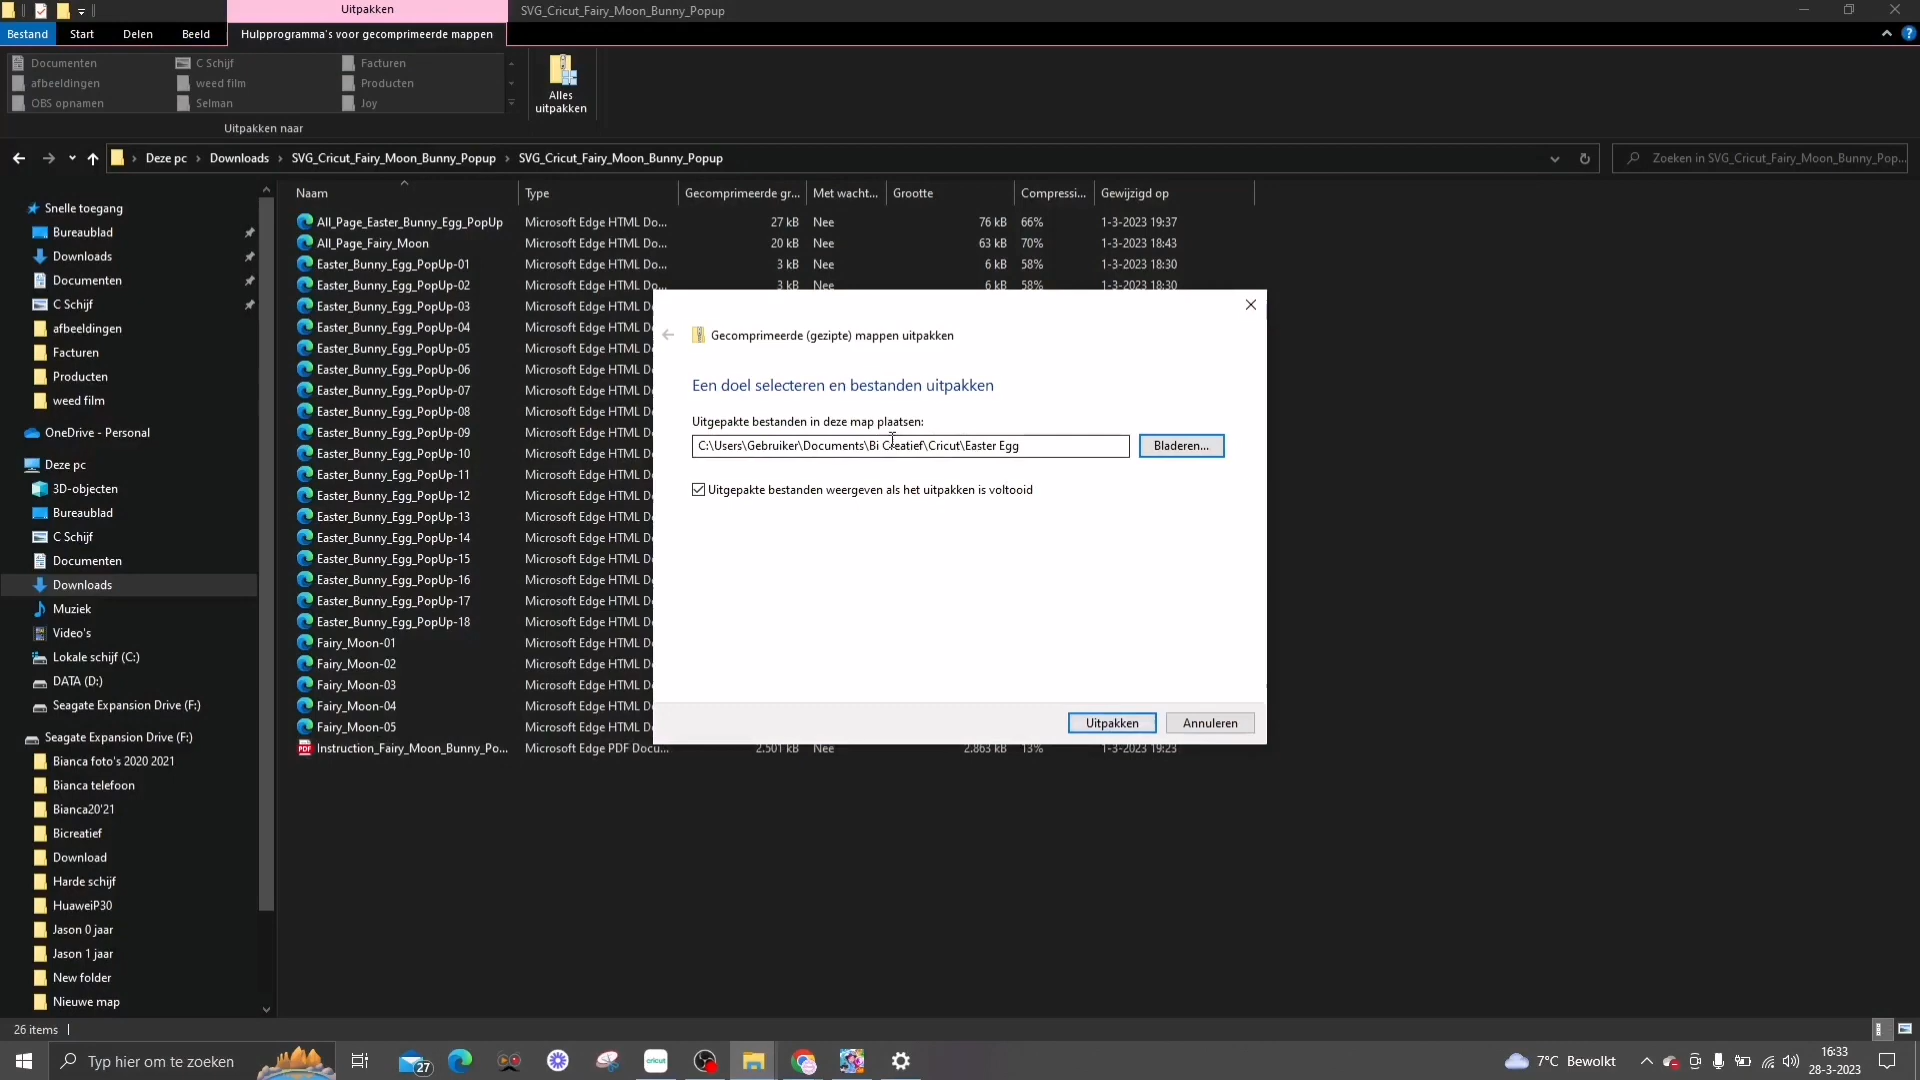 Uitpakken
SVG_Cricut_Fairy_Moon_Bunny_Popup
Bestand Start Delen Beeld Hulpprogramma's voor gecomprimeerde mappen
Documenten C Schijf Facturen
afbeeldingen weed film Producten
OBS opnamen Selman Joy
Alles
uitpakken
Uitpakken naar
Deze pc Downloads SVG_Cricut_Fairy_Moon_Bunny_Popup SVG_Cricut_Fairy_Moon_Bunny_Popup
Zoeken in SVG_Cricut_Fairy_Moon_Bunny_Pop...
Snelle toegang
Bureaublad
Downloads
Documenten
C Schijf
afbeeldingen
Facturen
Producten
weed film
OneDrive - Personal
Deze pc
3D-objecten
Bureaublad
C Schijf
Documenten
Downloads
Muziek
Video's
Lokale schijf (C:)
DATA (D:)
Seagate Expansion Drive (F:)
Seagate Expansion Drive (F:)
Bianca foto's 2020 2021
Bianca telefoon
Bianca20'21
Bicreatief
Download
Harde schijf
HuaweiP30
Jason 0 jaar
Jason 1 jaar
New folder
Nieuwe map
Naam Type Gecomprimeerde gr... Met wacht... Grootte Compressi... Gewijzigd op
All_Page_Easter_Bunny_Egg_PopUp Microsoft Edge HTML Do... 27 kB Nee 76 kB 66% 1-3-2023 19:37
All_Page_Fairy_Moon Microsoft Edge HTML Do... 20 kB Nee 63 kB 70% 1-3-2023 18:43
Easter_Bunny_Egg_PopUp-01 Microsoft Edge HTML Do... 3 kB Nee 6 kB 58% 1-3-2023 18:30
Easter_Bunny_Egg_PopUp-02 Microsoft Edge HTML Do... 3 kB Nee 6 kB 58% 1-3-2023 18:30
Easter_Bunny_Egg_PopUp-03 Microsoft Edge HTML D
Easter_Bunny_Egg_PopUp-04 Microsoft Edge HTML D
Easter_Bunny_Egg_PopUp-05 Microsoft Edge HTML D
Easter_Bunny_Egg_PopUp-06 Microsoft Edge HTML D
Easter_Bunny_Egg_PopUp-07 Microsoft Edge HTML D
Easter_Bunny_Egg_PopUp-08 Microsoft Edge HTML D
Easter_Bunny_Egg_PopUp-09 Microsoft Edge HTML D
Easter_Bunny_Egg_PopUp-10 Microsoft Edge HTML D
Easter_Bunny_Egg_PopUp-11 Microsoft Edge HTML D
Easter_Bunny_Egg_PopUp-12 Microsoft Edge HTML D
Easter_Bunny_Egg_PopUp-13 Microsoft Edge HTML D
Easter_Bunny_Egg_PopUp-14 Microsoft Edge HTML D
Easter_Bunny_Egg_PopUp-15 Microsoft Edge HTML D
Easter_Bunny_Egg_PopUp-16 Microsoft Edge HTML D
Easter_Bunny_Egg_PopUp-17 Microsoft Edge HTML D
Easter_Bunny_Egg_PopUp-18 Microsoft Edge HTML D
Fairy_Moon-01 Microsoft Edge HTML D
Fairy_Moon-02 Microsoft Edge HTML D
Fairy_Moon-03 Microsoft Edge HTML D
Fairy_Moon-04 Microsoft Edge HTML D
Fairy_Moon-05 Microsoft Edge HTML D
Instruction_Fairy_Moon_Bunny_Po... Microsoft Edge PDF Docu... 2.501 kB Nee 2.863 kB 13% 1-3-2023 19:23
Gecomprimeerde (gezipte) mappen uitpakken
Een doel selecteren en bestanden uitpakken
Uitgepakte bestanden in deze map plaatsen:
C:\Users\Gebruiker\Documents\Bi Creatief\Cricut\Easter Egg
Bladeren...
Uitgepakte bestanden weergeven als het uitpakken is voltooid
Uitpakken Annuleren
26 items
Typ hier om te zoeken
27
cricut
7°C Bewolkt
16:33
28-3-2023